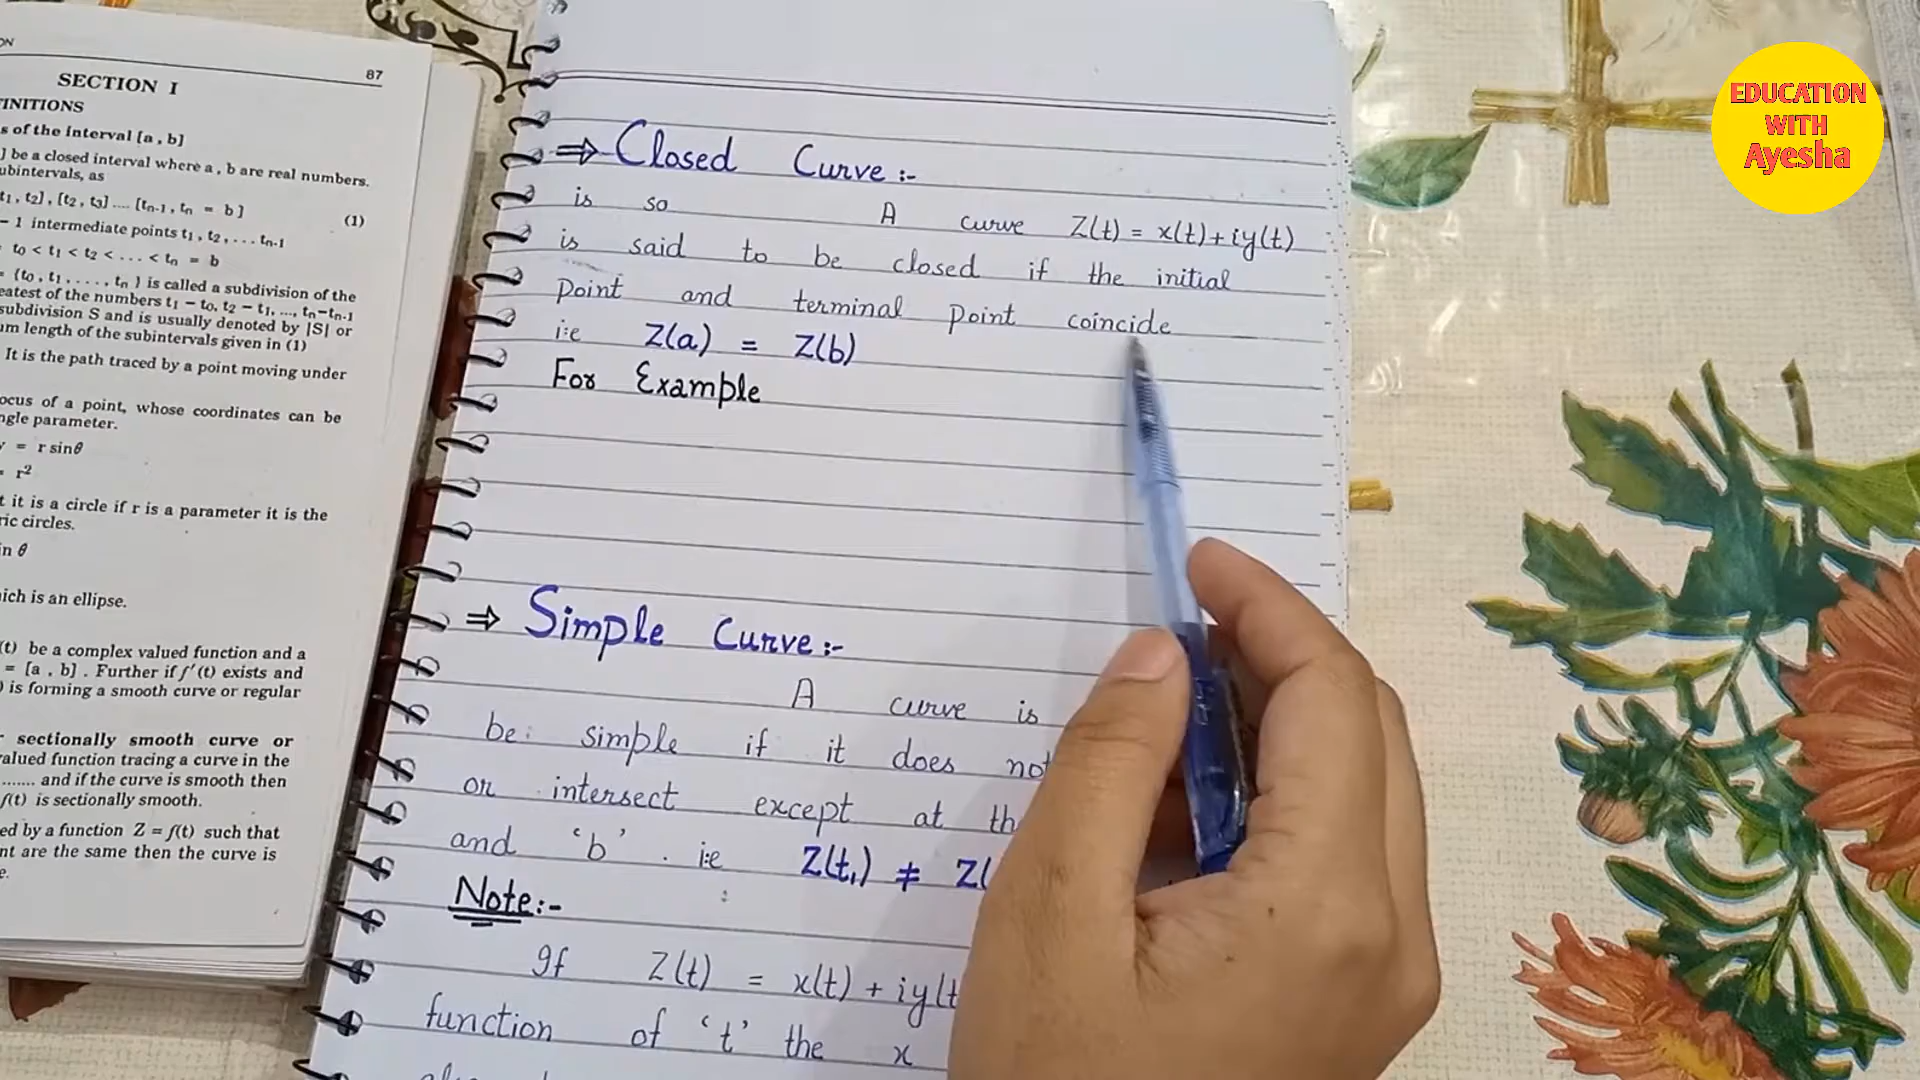 ON
87
SECTION I
FINITIONS
s of the interval [a , b]
] be a closed interval where a , b are real numbers.
ubintervals, as
t₁ , t₂] , [t₂ , t₃] .... [tₙ₋₁ , tₙ = b ] (1)
– 1 intermediate points t₁ , t₂ , . . . tₙ₋₁
t₀ < t₁ < t₂ < . . . < tₙ = b
= {t₀ , t₁ , . . . . , tₙ } is called a subdivision of the
eatest of the numbers t₁ – t₀, t₂ – t₁, ..., tₙ–tₙ₋₁
subdivision S and is usually denoted by |S| or
um length of the subintervals given in (1)
It is the path traced by a point moving under
ocus of a point, whose coordinates can be
ngle parameter.
y = r sinθ
= r²
t it is a circle if r is a parameter it is the
ric circles.
in θ
hich is an ellipse.
(t) be a complex valued function and a
= [a , b] . Further if f′(t) exists and
) is forming a smooth curve or regular
r sectionally smooth curve or
valued function tracing a curve in the
....... and if the curve is smooth then
f(t) is sectionally smooth.
ed by a function Z = f(t) such that
nt are the same then the curve is
e.
⇒ Closed Curve :-
is so A curve Z(t) = x(t)+iy(t)
is said to be closed if the initial
point and terminal point coincide
i:e Z(a) = Z(b)
For Example
⇒ Simple Curve :-
A curve is
be simple if it does not
or intersect except at th
and ‘b’ . i:e Z(t₁) ≠ Z(
Note :-
If Z(t) = x(t) + iy(t
function of ‘t’ the x
EDUCATION
WITH
Ayesha